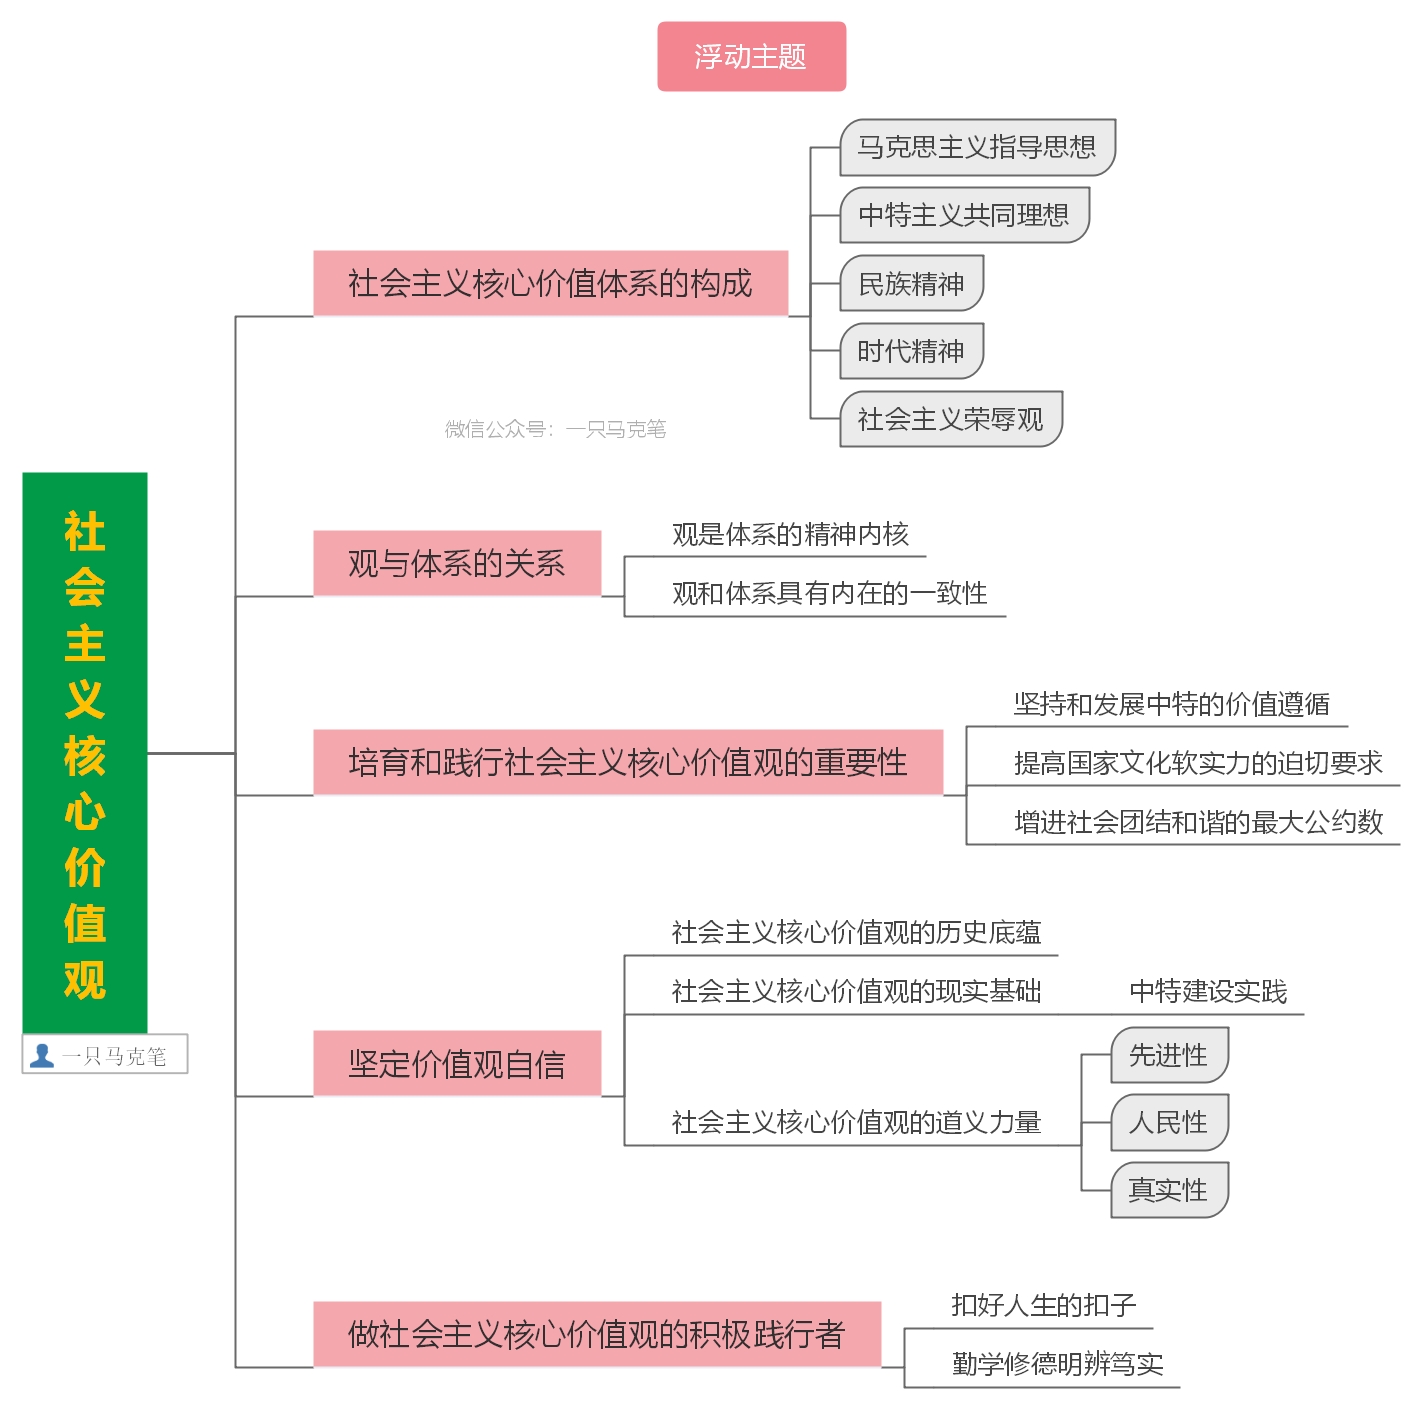 浮动主题
社会主义核心价值观
一只马克笔
社会主义核心价值体系的构成
马克思主义指导思想
中特主义共同理想
民族精神
时代精神
社会主义荣辱观
微信公众号：一只马克笔
观与体系的关系
观是体系的精神内核
观和体系具有内在的一致性
培育和践行社会主义核心价值观的重要性
坚持和发展中特的价值遵循
提高国家文化软实力的迫切要求
增进社会团结和谐的最大公约数
坚定价值观自信
社会主义核心价值观的历史底蕴
社会主义核心价值观的现实基础
中特建设实践
社会主义核心价值观的道义力量
先进性
人民性
真实性
做社会主义核心价值观的积极践行者
扣好人生的扣子
勤学修德明辨笃实